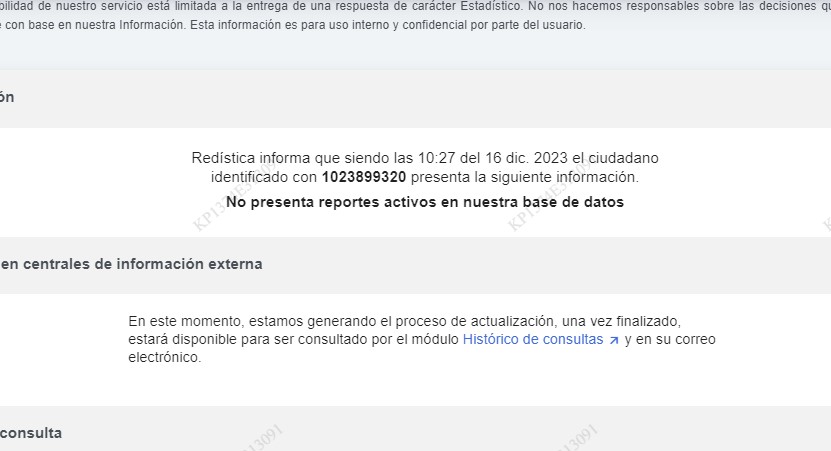 bilidad de nuestro servicio está limitada a la entrega de una respuesta de carácter Estadístico. No nos hacemos responsables sobre las decisiones qu
con base en nuestra Información. Esta información es para uso interno y confidencial por parte del usuario.
ón
Redística informa que siendo las 10:27 del 16 dic. 2023 el ciudadano
identificado con 1023899320 presenta la siguiente información.
No presenta reportes activos en nuestra base de datos
en centrales de información externa
En este momento, estamos generando el proceso de actualización, una vez finalizado,
estará disponible para ser consultado por el módulo Histórico de consultas ↗ y en su correo
electrónico.
consulta
13091
13091